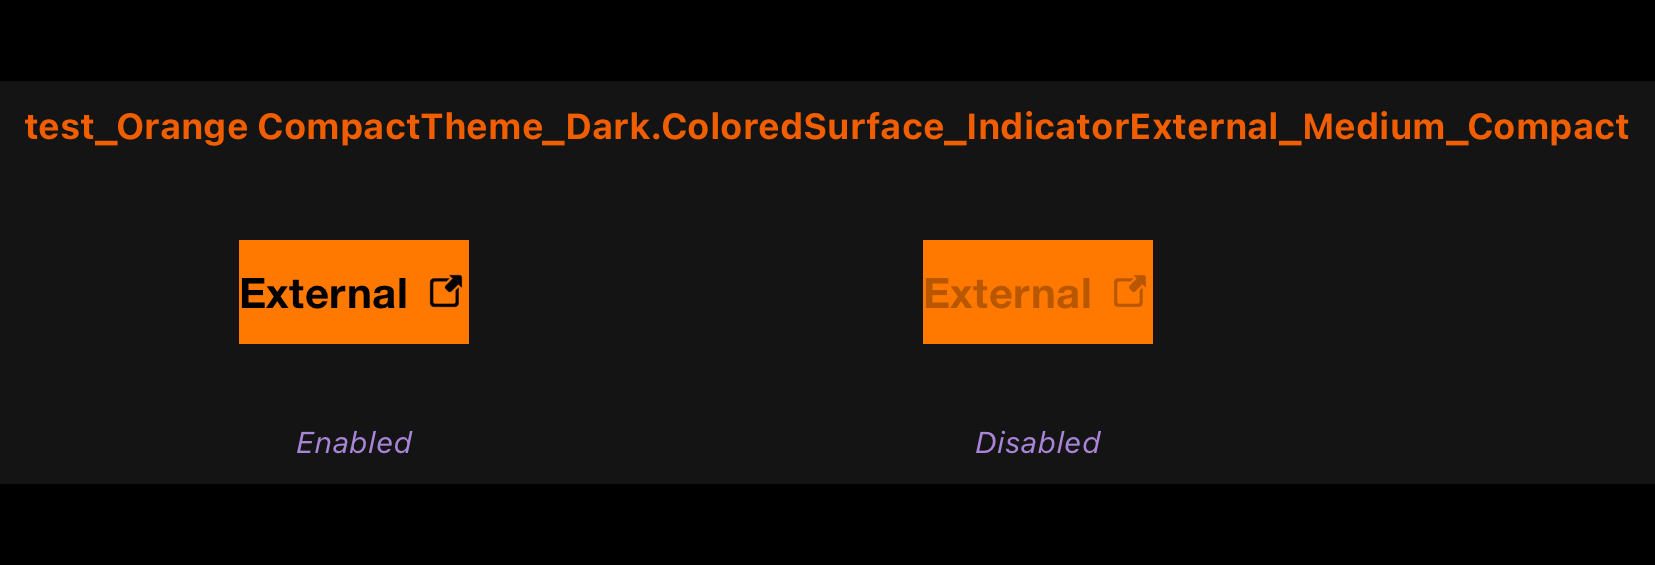 test_Orange CompactTheme_Dark.ColoredSurface_IndicatorExternal_Medium_Compact
External
External
Enabled
Disabled